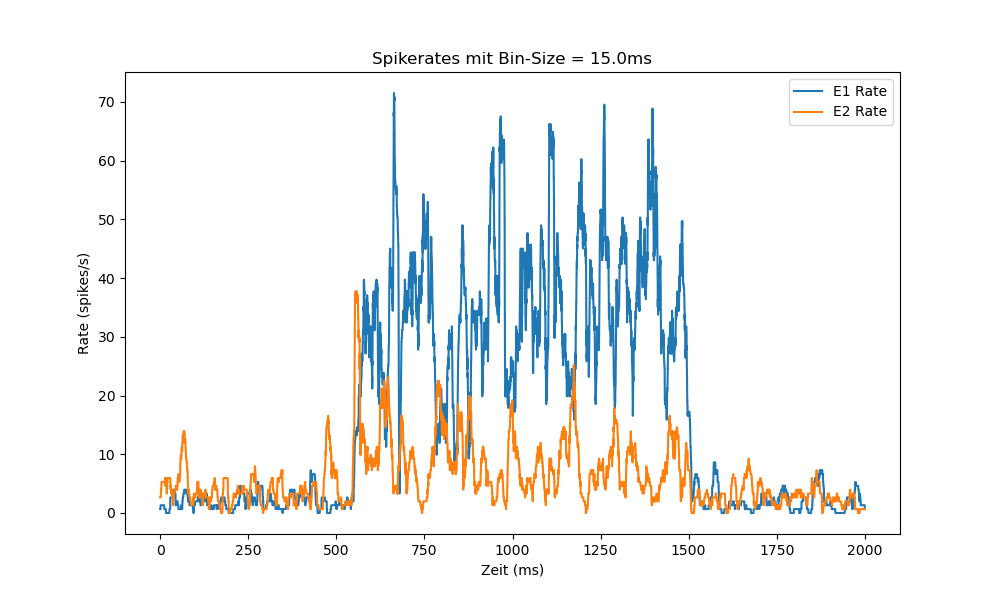 Spikerates mit Bin-Size = 15.0ms
E1 Rate
E2 Rate
70
60
50
40
30
20
10
0
Rate (spikes/s)
0 250 500 750 1000 1250 1500 1750 2000
Zeit (ms)